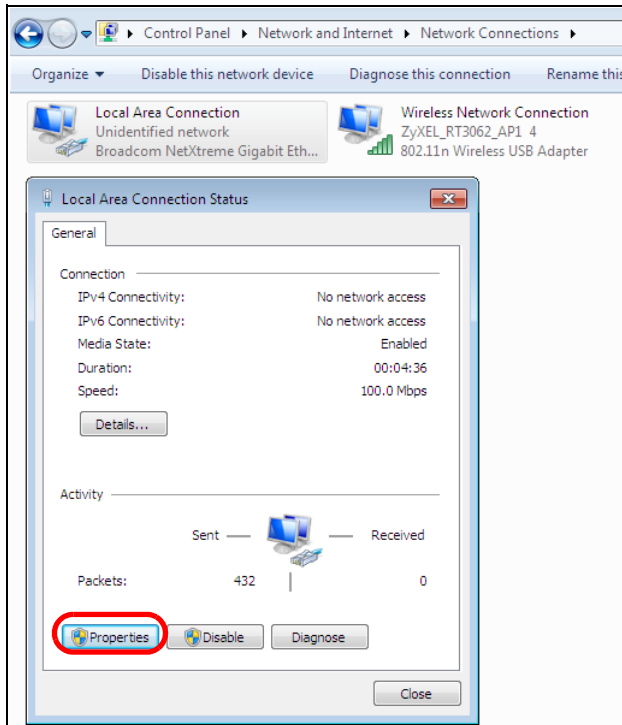 Control Panel Network and Internet Network Connections
Organize Disable this network device Diagnose this connection Rename this
Local Area Connection
Unidentified network
Broadcom NetXtreme Gigabit Eth...
Wireless Network Connection
ZyXEL_RT3062_AP1 4
802.11n Wireless USB Adapter
Local Area Connection Status
General
Connection
IPv4 Connectivity: No network access
IPv6 Connectivity: No network access
Media State: Enabled
Duration: 00:04:36
Speed: 100.0 Mbps
Details...
Activity
Sent Received
Packets: 432 0
Properties Disable Diagnose
Close